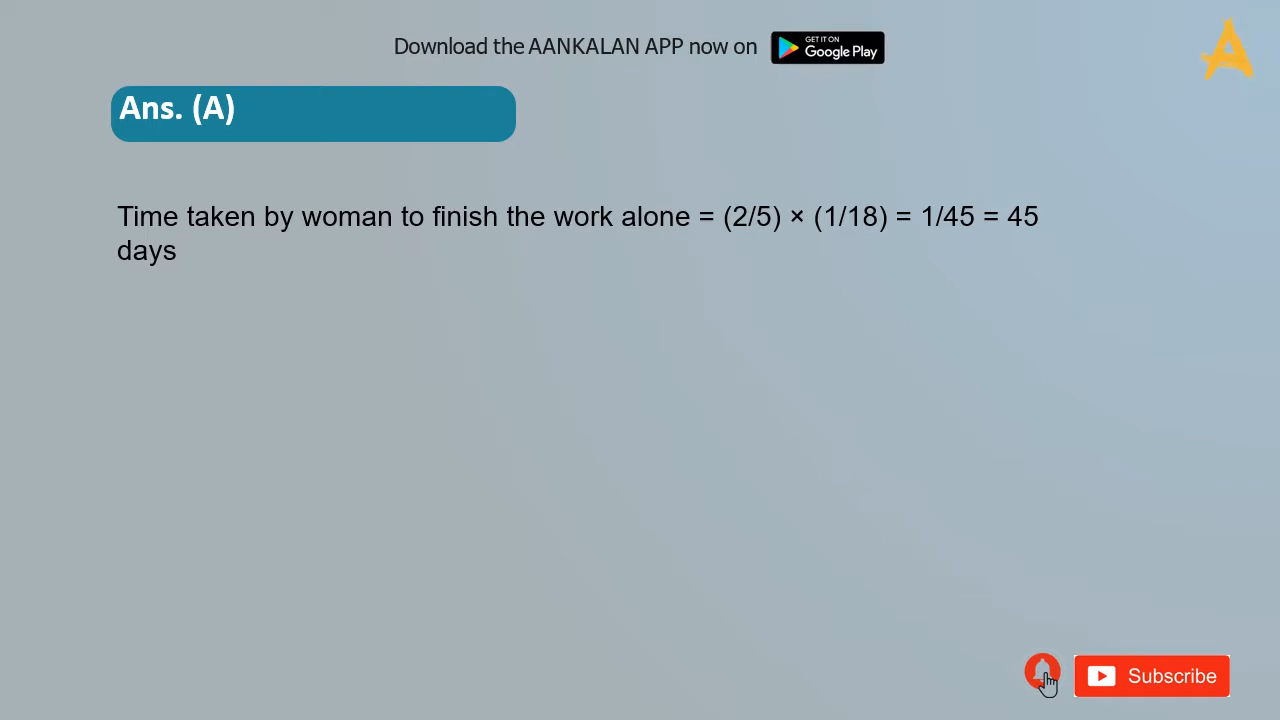 Download the AANKALAN APP now on GET IT ON Google Play
A
Ans. (A)
Time taken by woman to finish the work alone = (2/5) × (1/18) = 1/45 = 45
days
Subscribe